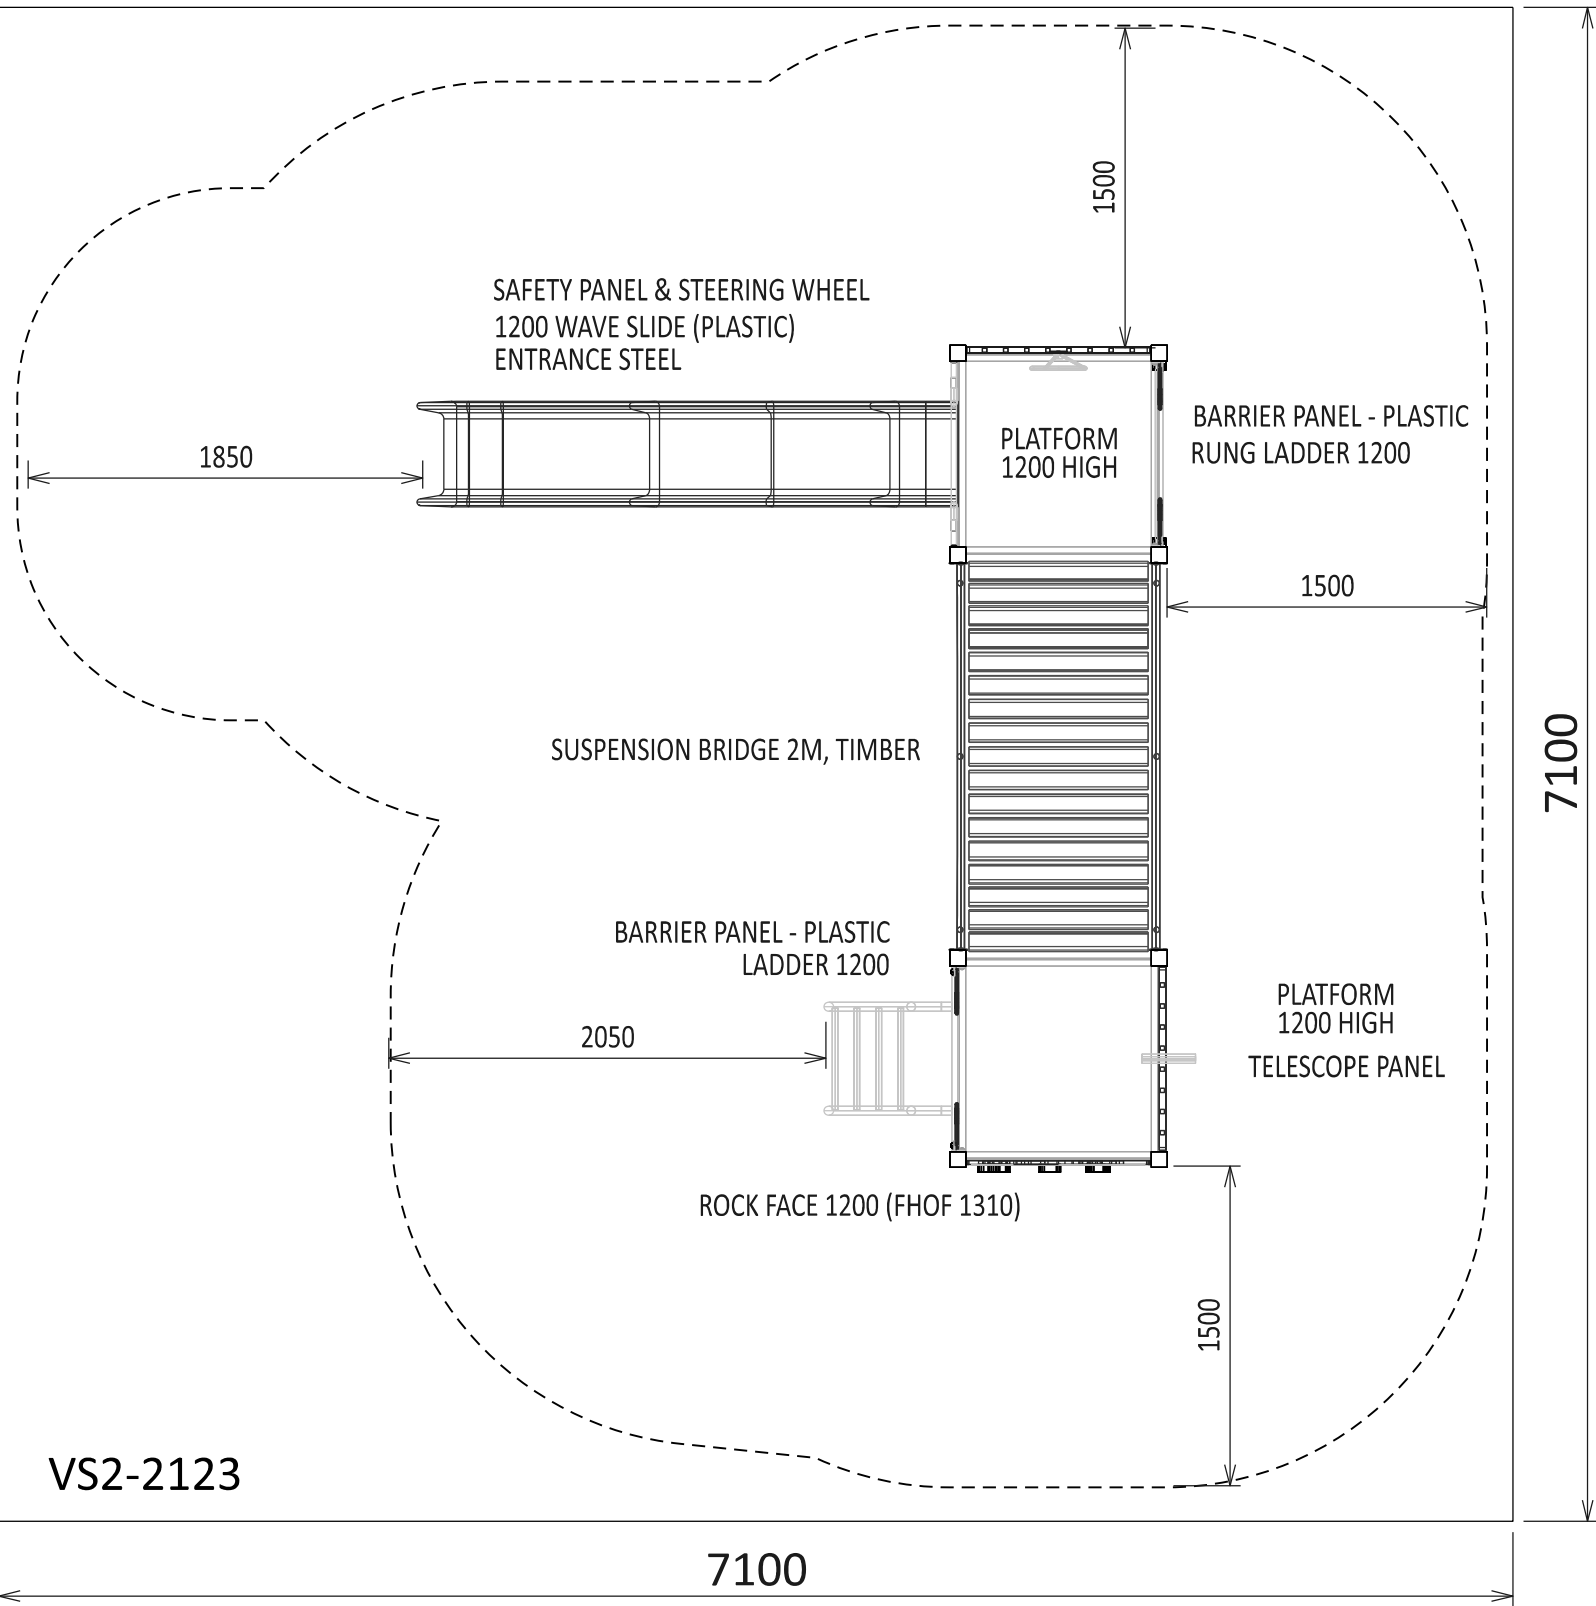 1500
SAFETY PANEL & STEERING WHEEL
1200 WAVE SLIDE (PLASTIC)
ENTRANCE STEEL
1850
PLATFORM
1200 HIGH
BARRIER PANEL - PLASTIC
RUNG LADDER 1200
1500
SUSPENSION BRIDGE 2M, TIMBER
7100
BARRIER PANEL - PLASTIC
LADDER 1200
2050
PLATFORM
1200 HIGH
TELESCOPE PANEL
ROCK FACE 1200 (FHOF 1310)
1500
VS2-2123
7100